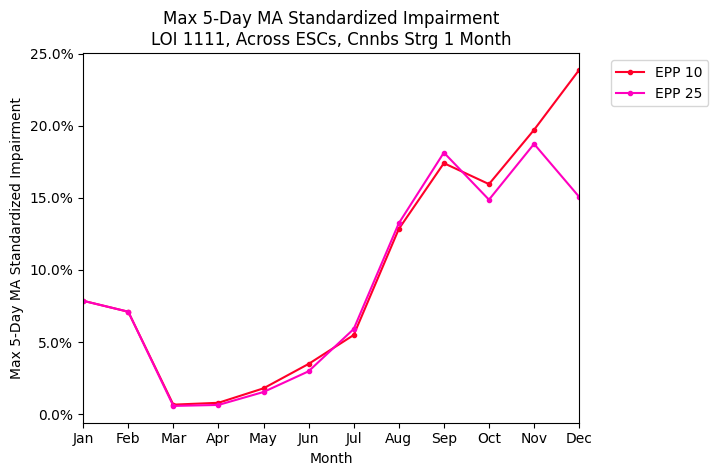 Max 5-Day MA Standardized Impairment
LOI 1111, Across ESCs, Cnnbs Strg 1 Month
EPP 10
EPP 25
Max 5-Day MA Standardized Impairment
25.0%
20.0%
15.0%
10.0%
5.0%
0.0%
Jan Feb Mar Apr May Jun Jul Aug Sep Oct Nov Dec
Month